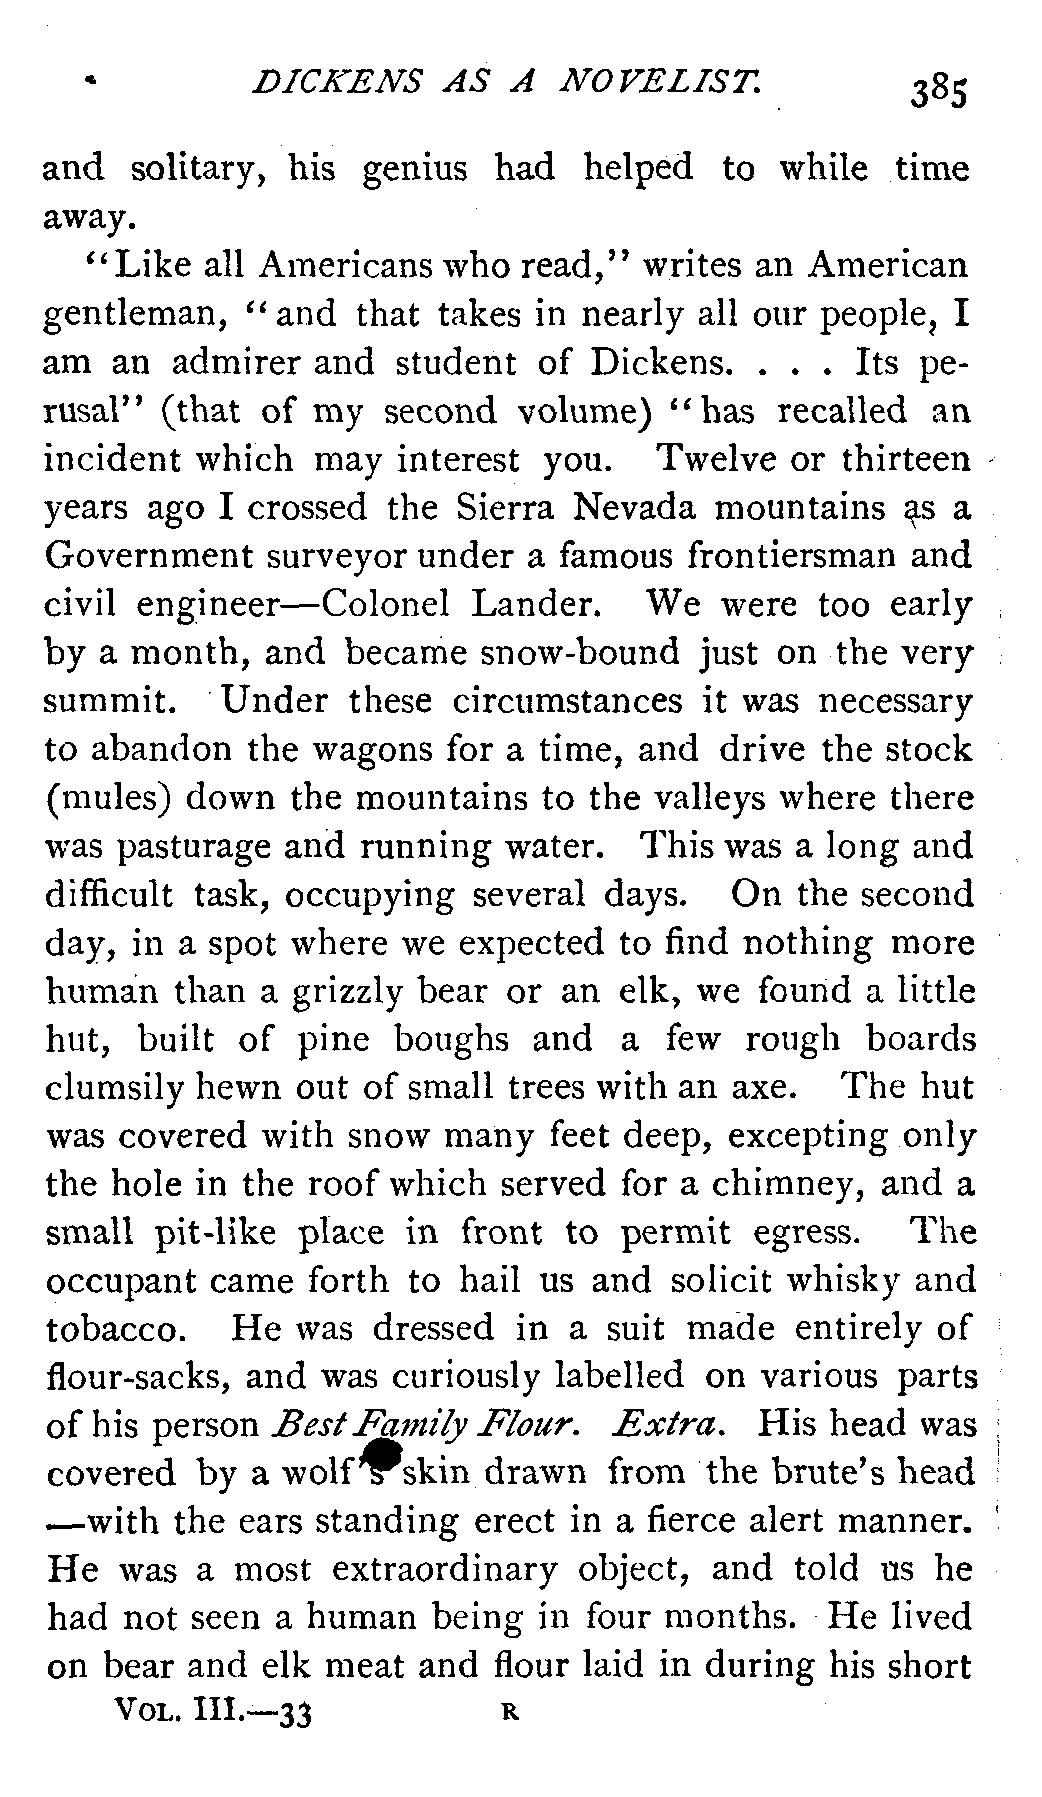 DICKENS AS A NOVELIST. 385
and solitary, his genius had helped to while time
away.
"Like all Americans who read," writes an American
gentleman, "and that takes in nearly all our people, I
am an admirer and student of Dickens. . . . Its pe-
rusal" (that of my second volume) "has recalled an
incident which may interest you. Twelve or thirteen
years ago I crossed the Sierra Nevada mountains as a
Government surveyor under a famous frontiersman and
civil engineer—Colonel Lander. We were too early
by a month, and became snow-bound just on the very
summit. Under these circumstances it was necessary
to abandon the wagons for a time, and drive the stock
(mules) down the mountains to the valleys where there
was pasturage and running water. This was a long and
difficult task, occupying several days. On the second
day, in a spot where we expected to find nothing more
human than a grizzly bear or an elk, we found a little
hut, built of pine boughs and a few rough boards
clumsily hewn out of small trees with an axe. The hut
was covered with snow many feet deep, excepting only
the hole in the roof which served for a chimney, and a
small pit-like place in front to permit egress. The
occupant came forth to hail us and solicit whisky and
tobacco. He was dressed in a suit made entirely of
flour-sacks, and was curiously labelled on various parts
of his person Best Family Flour. Extra. His head was
covered by a wolf's skin drawn from the brute's head
—with the ears standing erect in a fierce alert manner.
He was a most extraordinary object, and told us he
had not seen a human being in four months. He lived
on bear and elk meat and flour laid in during his short
VOL. III.—33 R